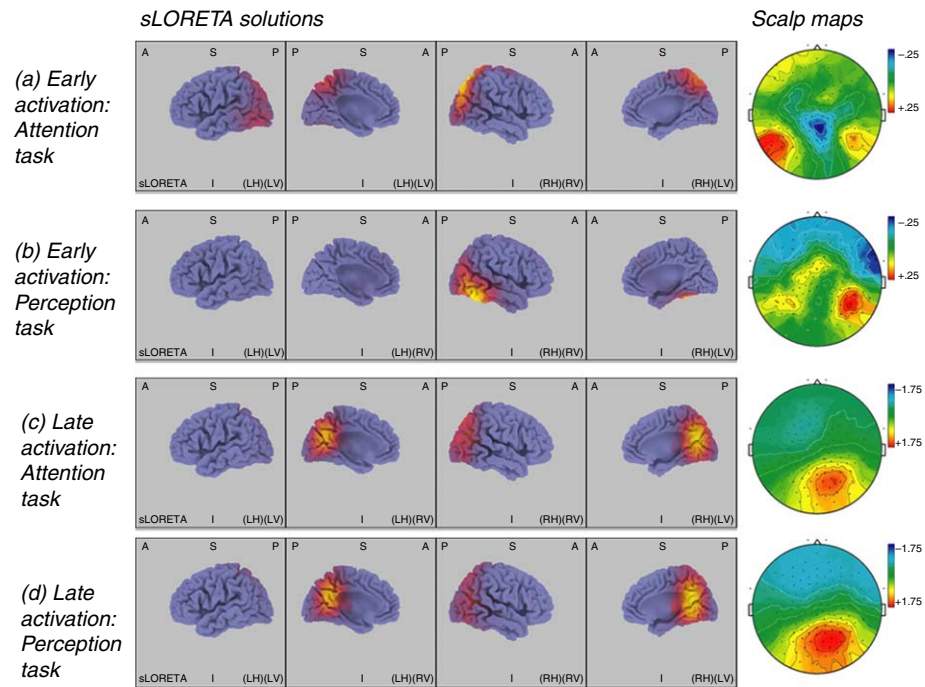 sLORETA solutions
Scalp maps
(a) Early
activation:
Attention
task
A S P P S A P S A A S P
sLORETA I (LH)(LV) I (LH)(LV) I (RH)(RV) I (RH)(LV)
-.25
+.25
(b) Early
activation:
Perception
task
A S P P S A P S A A S P
sLORETA I (LH)(LV) I (LH)(RV) I (RH)(RV) I (RH)(LV)
-.25
+.25
(c) Late
activation:
Attention
task
A S P P S A P S A A S P
sLORETA I (LH)(LV) I (LH)(RV) I (RH)(RV) I (RH)(LV)
-1.75
+1.75
(d) Late
activation:
Perception
task
A S P P S A P S A A S P
sLORETA I (LH)(LV) I (LH)(RV) I (RH)(RV) I (RH)(LV)
-1.75
+1.75